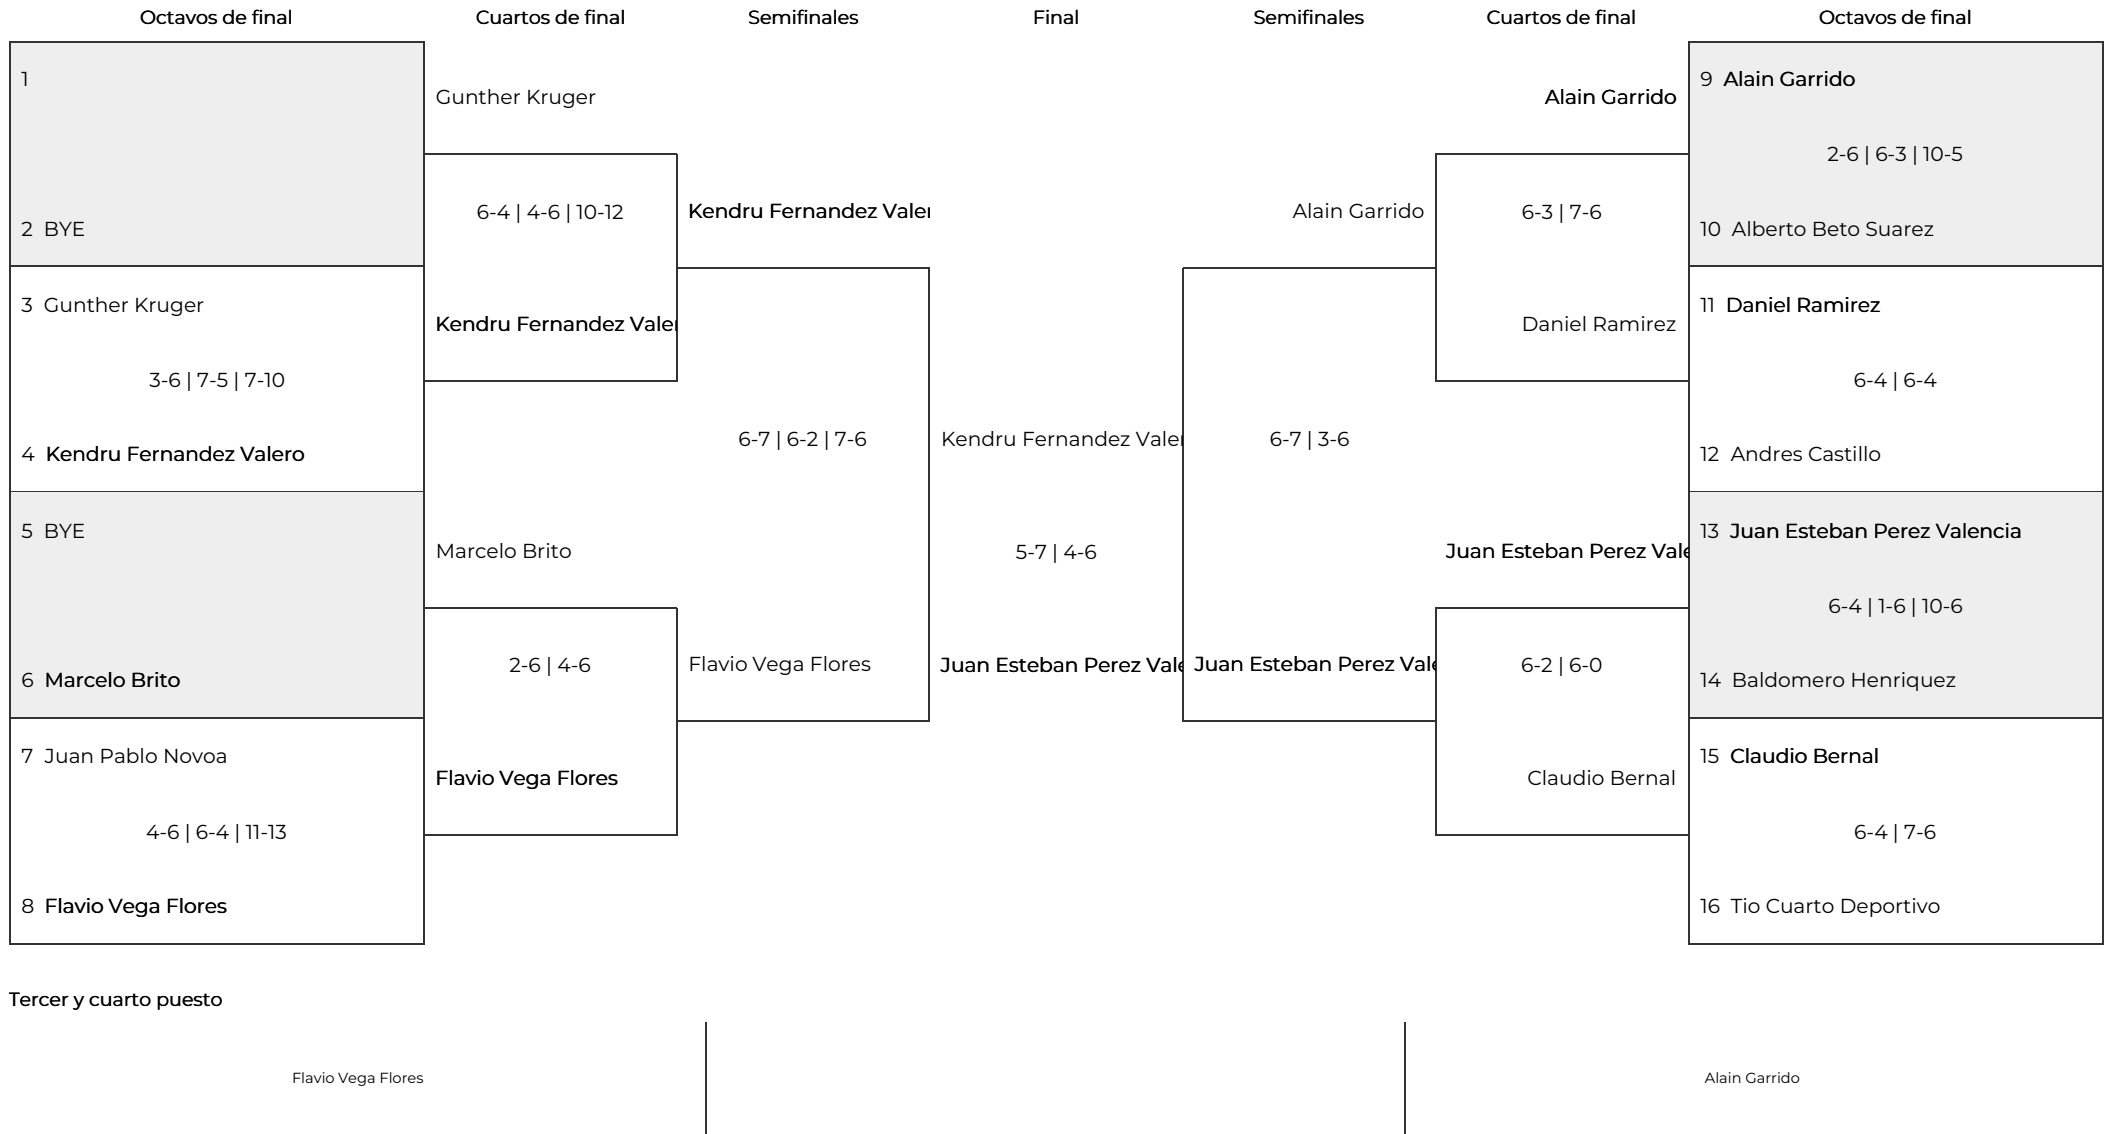 Octavos de final
Cuartos de final
Semifinales
Final
Semifinales
Cuartos de final
Octavos de final
1
2 BYE
3 Gunther Kruger
3-6 | 7-5 | 7-10
4 Kendru Fernandez Valero
5 BYE
6 Marcelo Brito
7 Juan Pablo Novoa
4-6 | 6-4 | 11-13
8 Flavio Vega Flores
Gunther Kruger
6-4 | 4-6 | 10-12
Kendru Fernandez Valer
Marcelo Brito
2-6 | 4-6
Flavio Vega Flores
Kendru Fernandez Valer
6-7 | 6-2 | 7-6
Flavio Vega Flores
Kendru Fernandez Valer
5-7 | 4-6
Juan Esteban Perez Vale
Alain Garrido
6-7 | 3-6
Juan Esteban Perez Vale
Alain Garrido
6-3 | 7-6
Daniel Ramirez
Juan Esteban Perez Vale
6-2 | 6-0
Claudio Bernal
9 Alain Garrido
2-6 | 6-3 | 10-5
10 Alberto Beto Suarez
11 Daniel Ramirez
6-4 | 6-4
12 Andres Castillo
13 Juan Esteban Perez Valencia
6-4 | 1-6 | 10-6
14 Baldomero Henriquez
15 Claudio Bernal
6-4 | 7-6
16 Tio Cuarto Deportivo
Tercer y cuarto puesto
Flavio Vega Flores
Alain Garrido